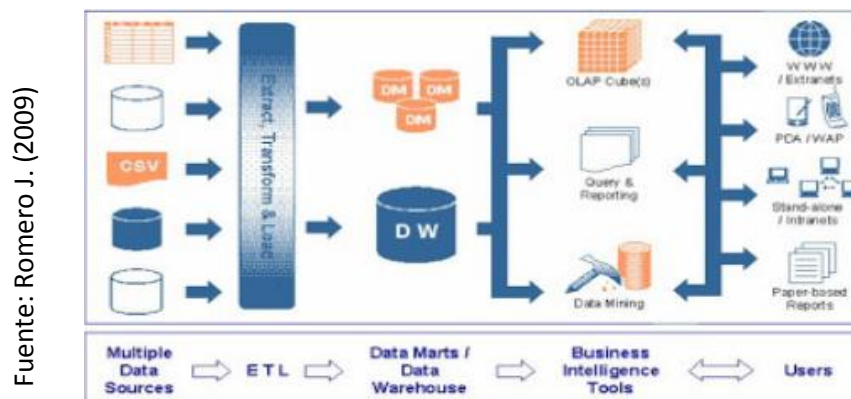 Fuente: Romero J. (2009)
CSV
Extract, Transform & Load
DM
DM
DM
DW
OLAP Cube(s)
Query &
Reporting
Data Mining
W W W
/ Extranets
PDA / WAP
Stand-alone
/ Intranets
Paper-based
Reports
Multiple
Data
Sources
ETL
Data Marts /
Data
Warehouse
Business
Intelligence
Tools
Users